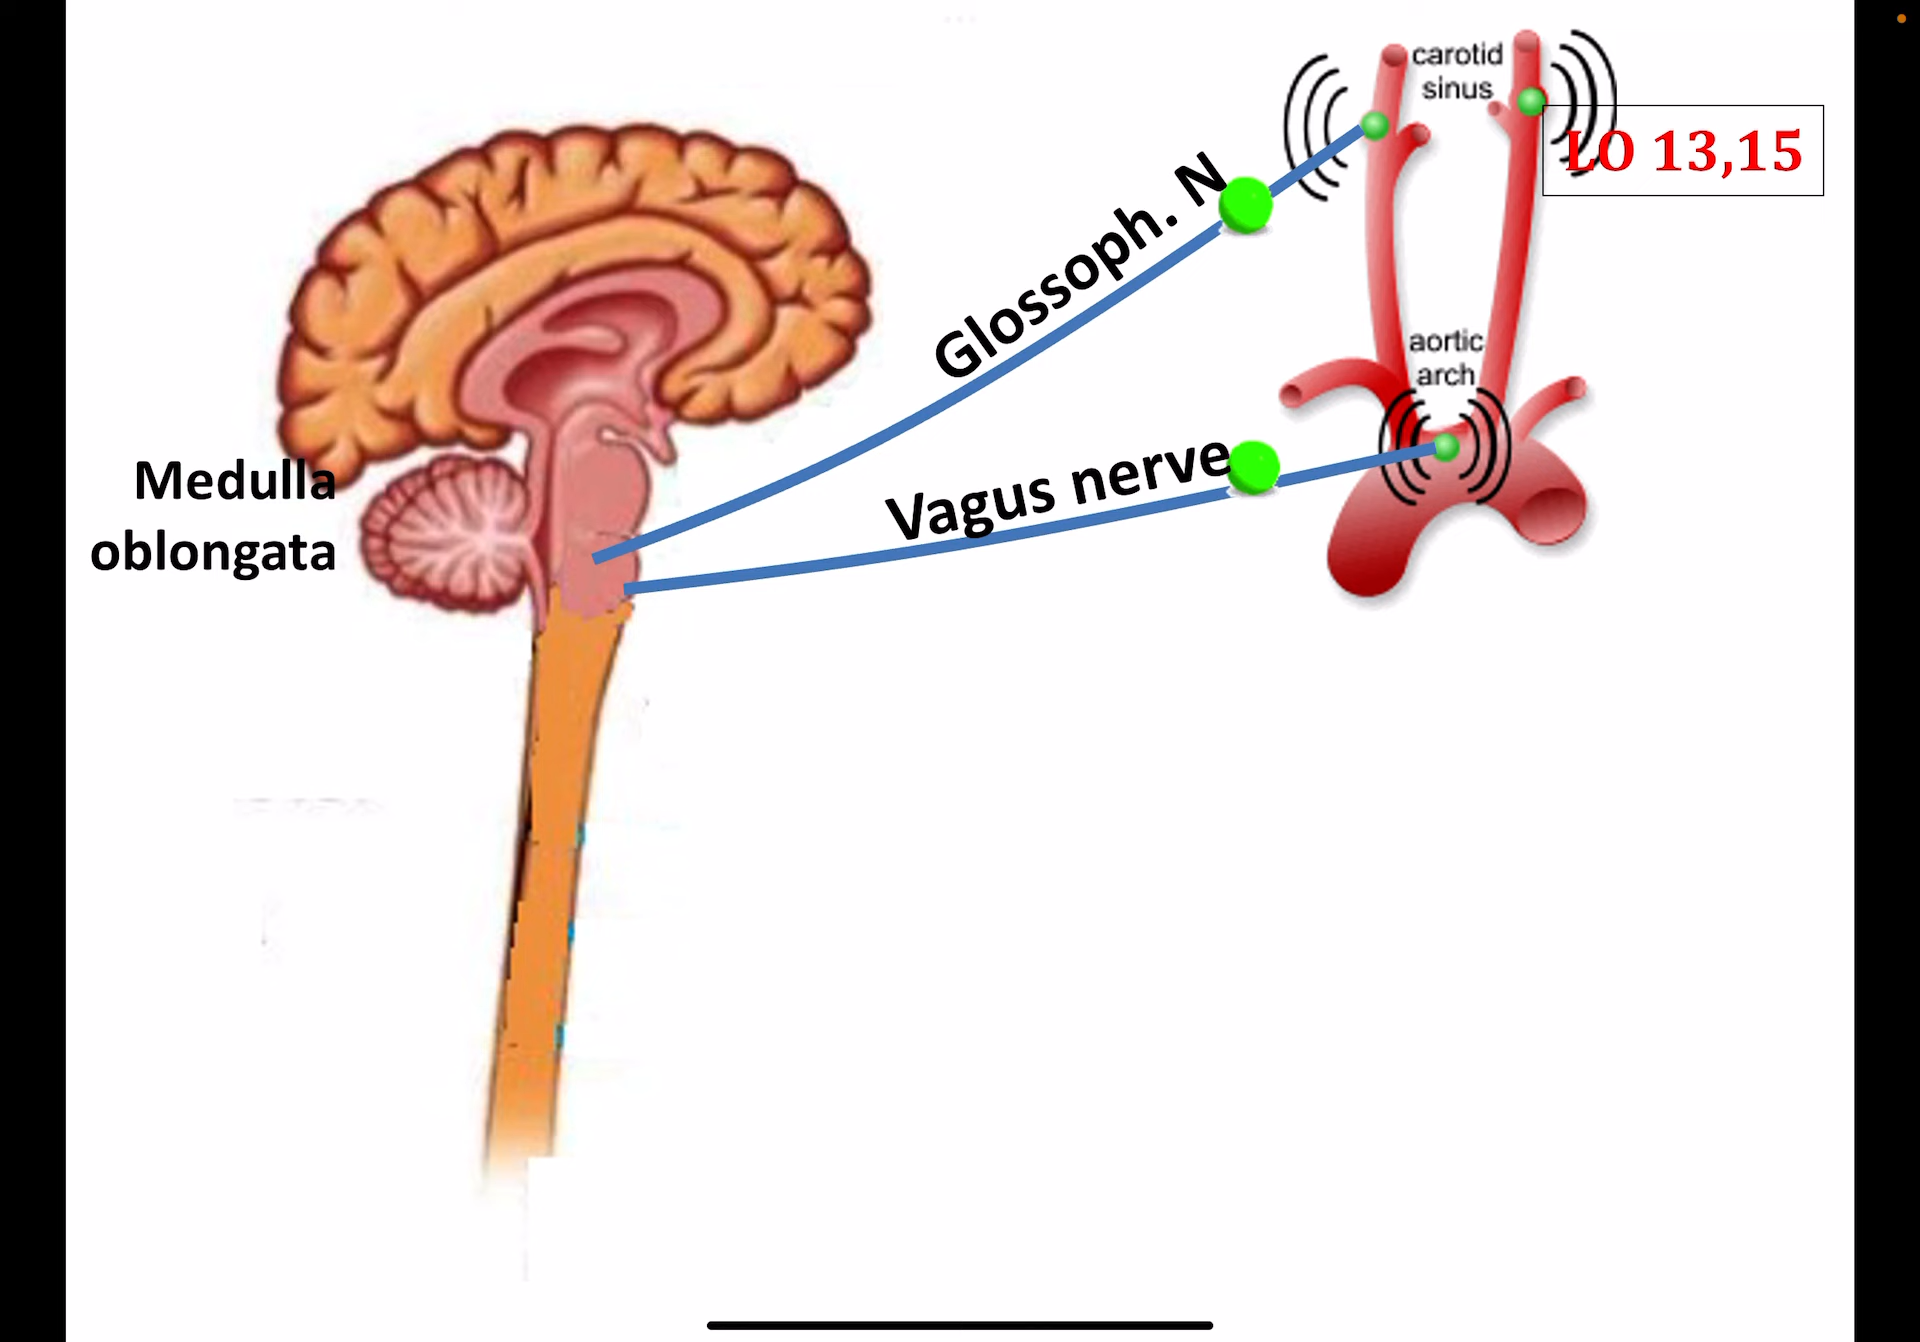 carotid
sinus
LO 13,15
Glossoph. N
aortic
arch
Vagus nerve
Medulla
oblongata